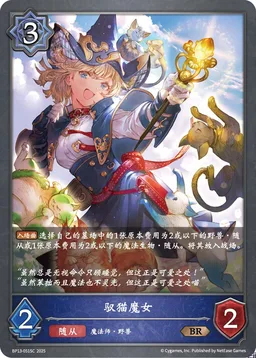 3
入场曲 选择自己的墓场中的1张原本费用为2或以下的野兽·随
从或1张原本费用为2或以下的魔法生物·随从。将其放入战场。
“虽然总是无视命令只顾睡觉，但这正是可爱之处！”
“虽然笨拙而且魔法也不灵光，但这正是可爱之处。”
驭猫魔女
2
随从
魔法师·野兽
BR
2
EP13-051SC 2025
© Cygames, Inc. Published by NetEase Games